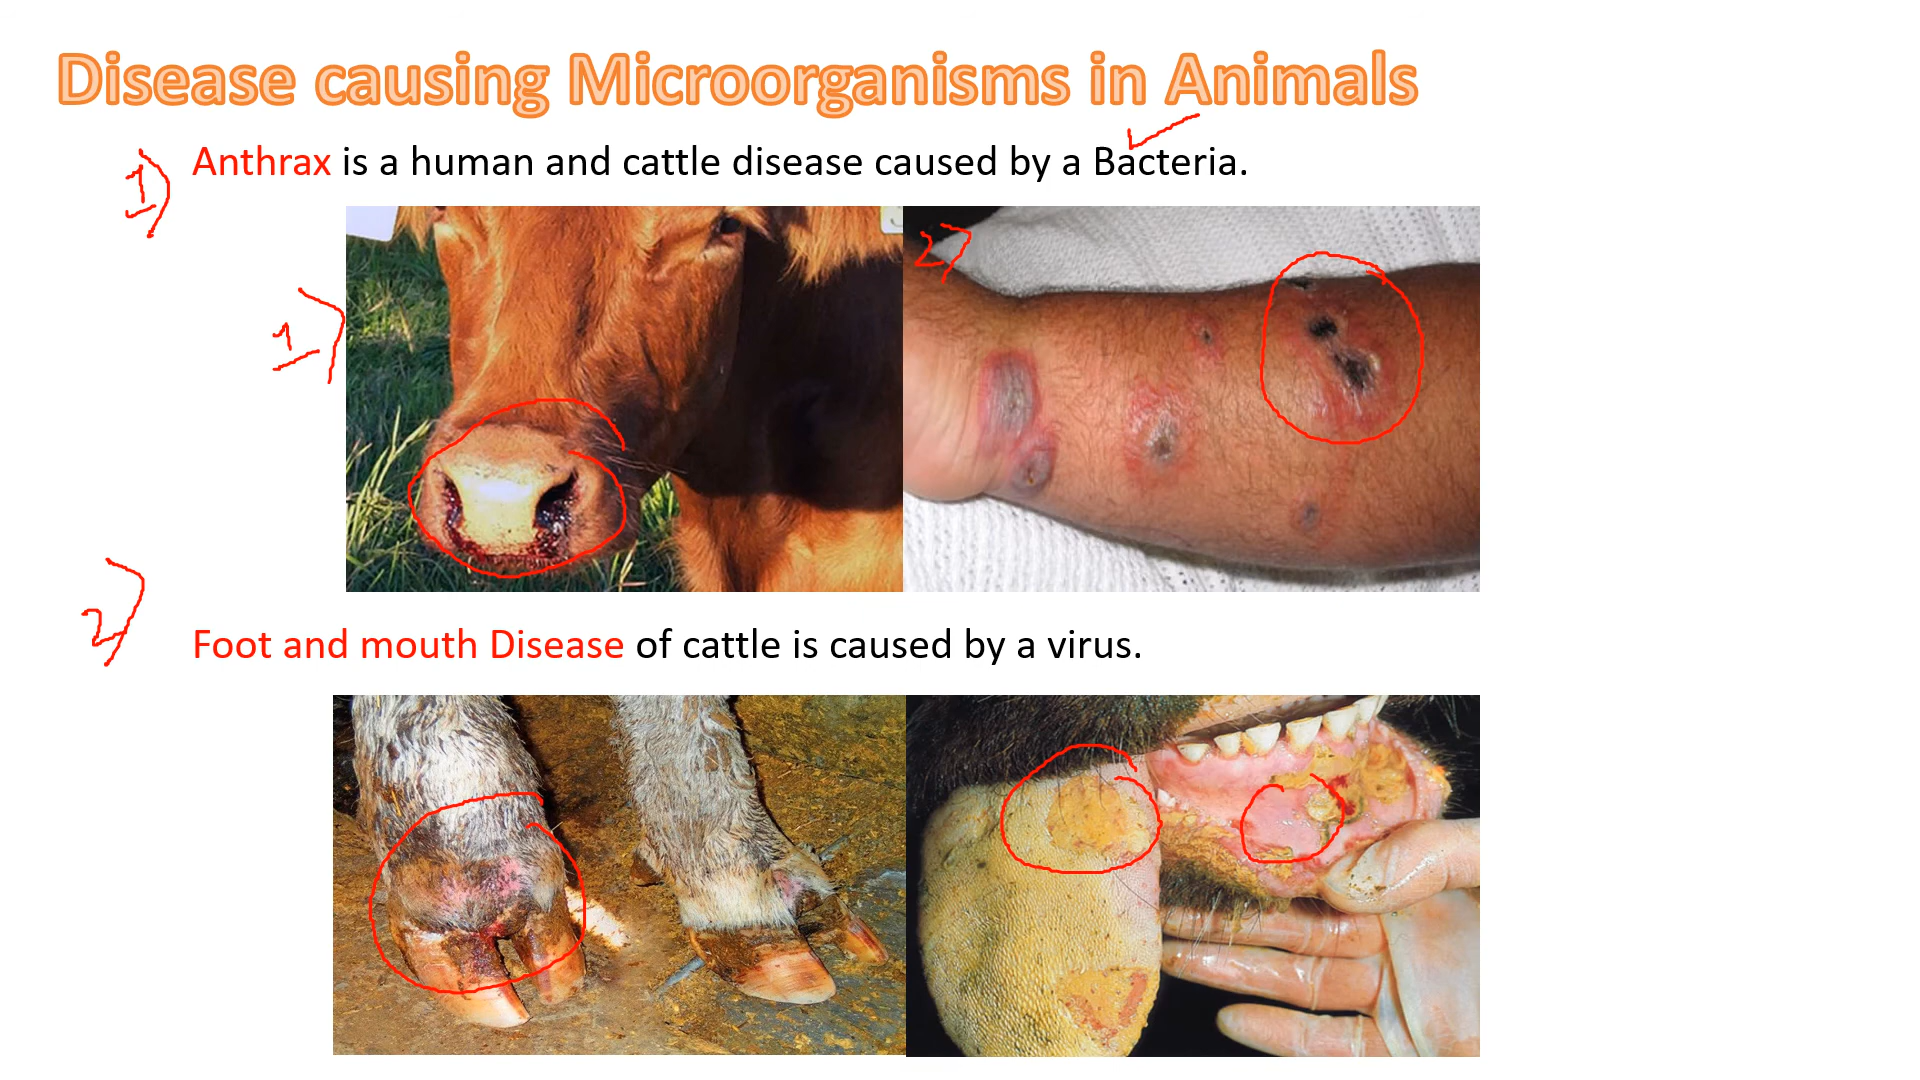 Disease causing Microorganisms in Animals
1) Anthrax is a human and cattle disease caused by a Bacteria.
1)
2)
2) Foot and mouth Disease of cattle is caused by a virus.